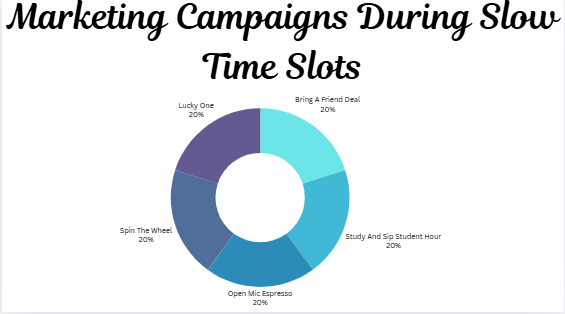 Marketing Campaigns During Slow
Time Slots
Lucky One
20%
Bring A Friend Deal
20%
Spin The Wheel
20%
Study And Sip Student Hour
20%
Open Mic Espresso
20%